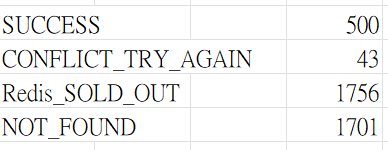 SUCCESS 500
CONFLICT_TRY_AGAIN 43
Redis_SOLD_OUT 1756
NOT_FOUND 1701